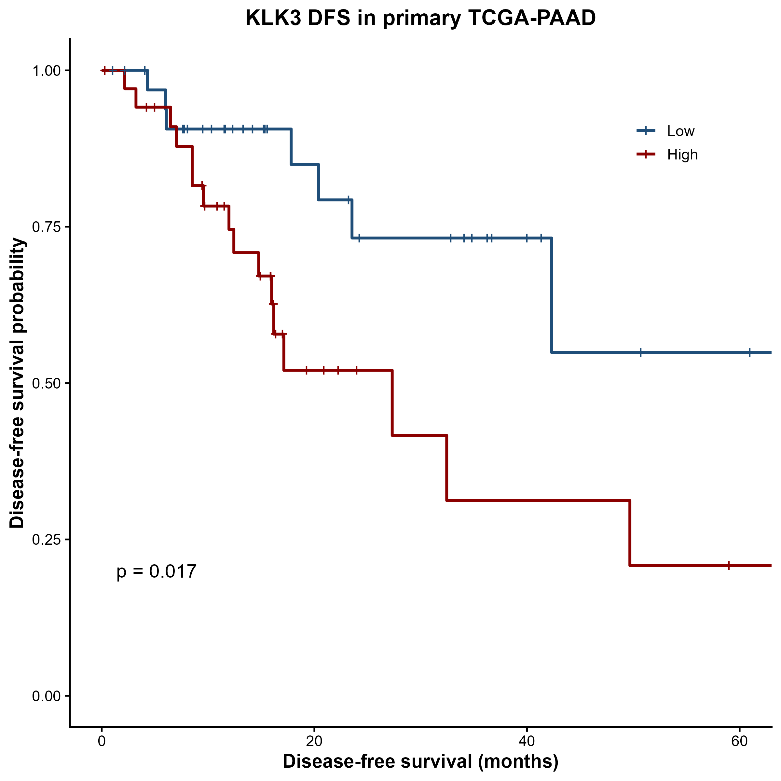 KLK3 DFS in primary TCGA-PAAD
Disease-free survival probability
1.00
0.75
0.50
0.25
0.00
Low
High
p = 0.017
0
20
40
60
Disease-free survival (months)